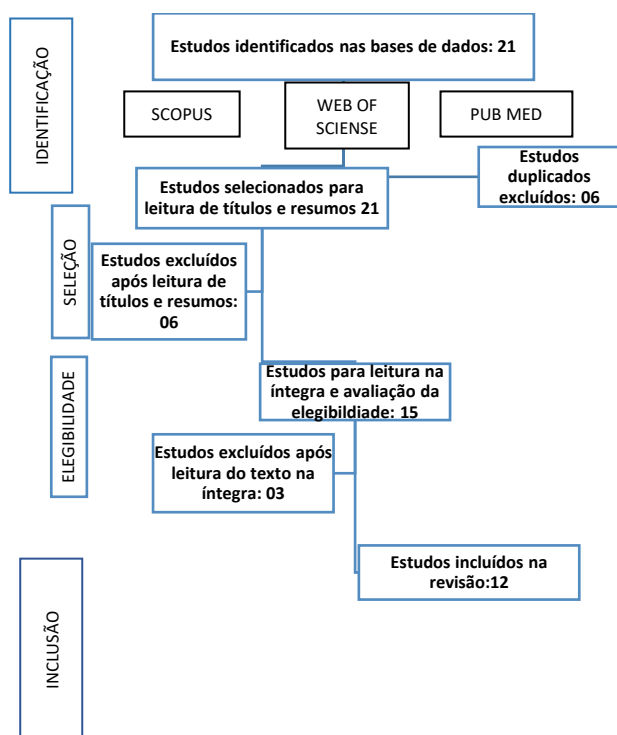 IDENTIFICAÇÃO
Estudos identificados nas bases de dados: 21
SCOPUS
WEB OF
SCIENSE
PUB MED
Estudos
duplicados
excluídos: 06
Estudos selecionados para
leitura de títulos e resumos 21
SELEÇÃO
Estudos excluídos
após leitura de
títulos e resumos:
06
ELEGIBILIDADE
Estudos para leitura na
íntegra e avaliação da
elegibildiade: 15
Estudos excluídos após
leitura do texto na
íntegra: 03
Estudos incluídos na
revisão:12
INCLUSÃO